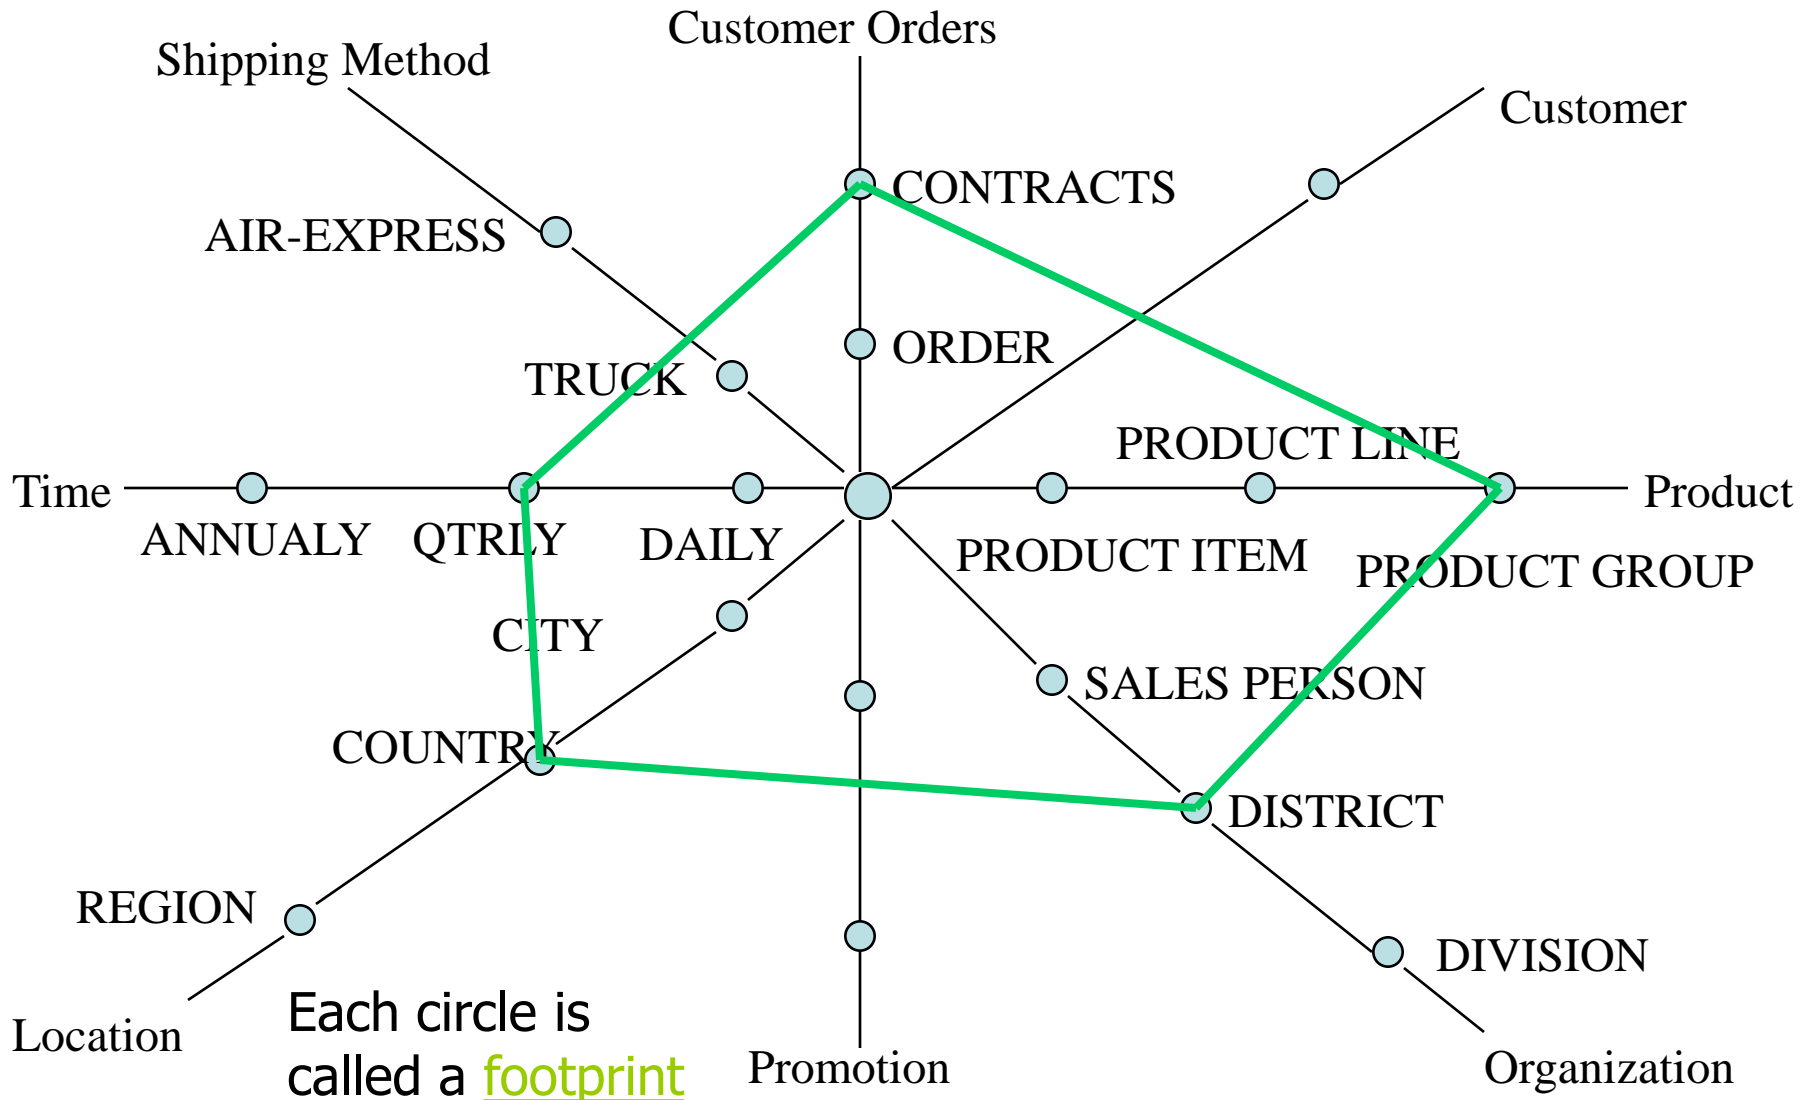 Customer Orders
Shipping Method
Customer
CONTRACTS
AIR-EXPRESS
ORDER
TRUCK
PRODUCT LINE
Time
Product
ANNUALY
QTRLY
DAILY
PRODUCT ITEM
PRODUCT GROUP
CITY
SALES PERSON
COUNTRY
DISTRICT
REGION
DIVISION
Each circle is
called a footprint
Location
Promotion
Organization